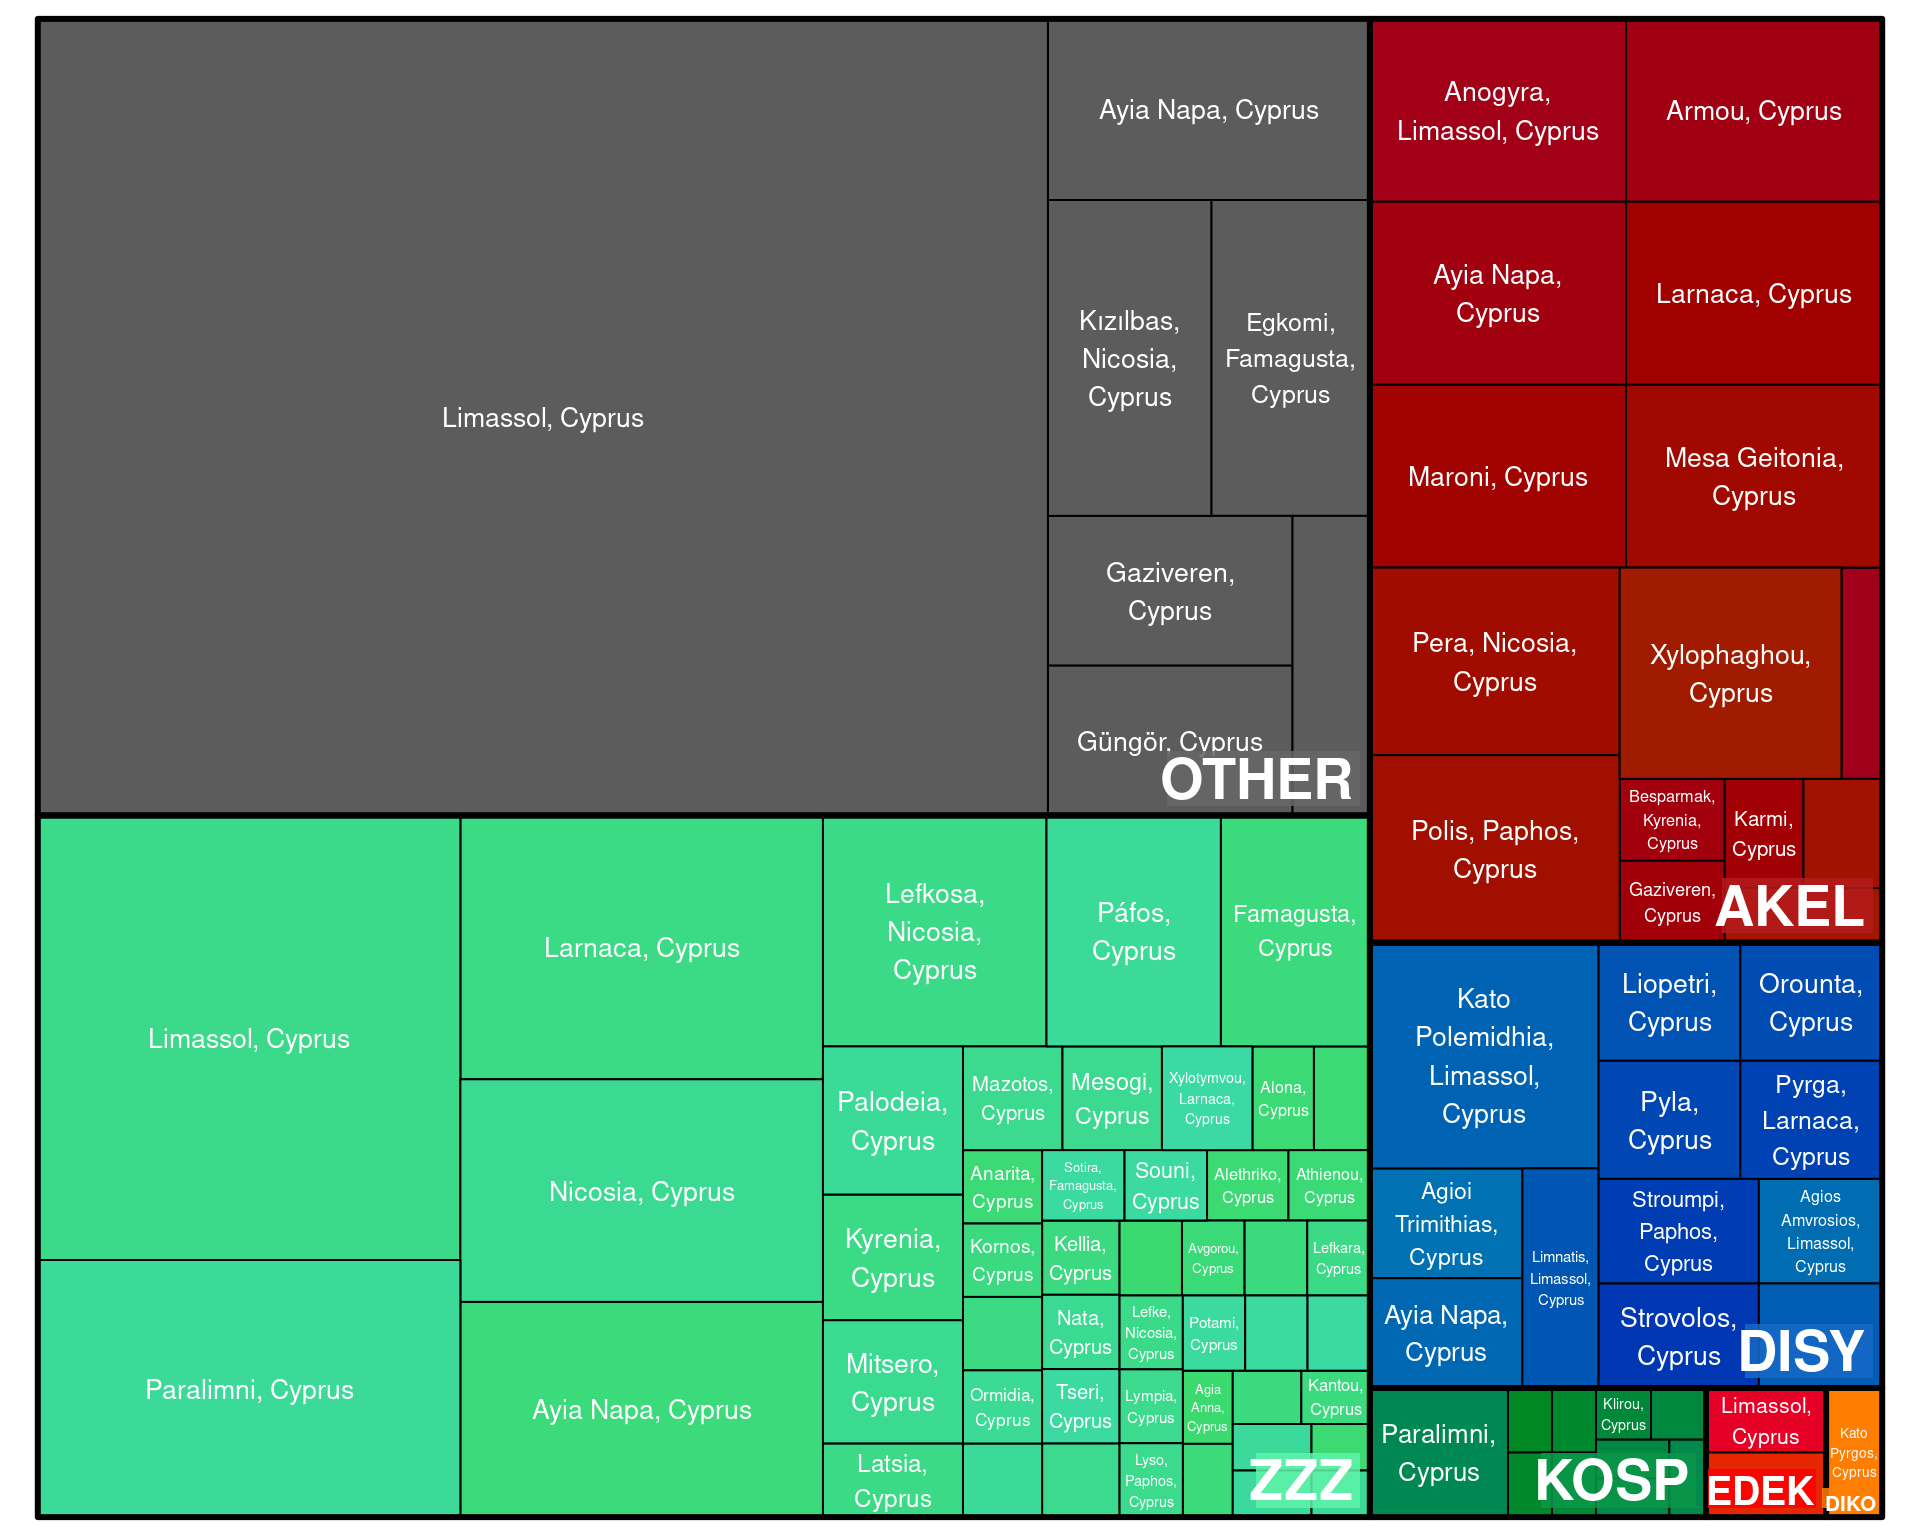 Limassol, Cyprus
Ayia Napa, Cyprus
Kızılbas,
Nicosia,
Cyprus
Egkomi,
Famagusta,
Cyprus
Gaziveren,
Cyprus
Güngör, Cyprus
OTHER
Anogyra,
Limassol, Cyprus
Armou, Cyprus
Ayia Napa,
Cyprus
Larnaca, Cyprus
Maroni, Cyprus
Mesa Geitonia,
Cyprus
Pera, Nicosia,
Cyprus
Xylophaghou,
Cyprus
Polis, Paphos,
Cyprus
Besparmak,
Kyrenia,
Cyprus
Karmi,
Cyprus
Gaziveren,
Cyprus
AKEL
Limassol, Cyprus
Paralimni, Cyprus
Larnaca, Cyprus
Nicosia, Cyprus
Ayia Napa, Cyprus
Lefkosa,
Nicosia,
Cyprus
Páfos,
Cyprus
Famagusta,
Cyprus
Palodeia,
Cyprus
Kyrenia,
Cyprus
Mitsero,
Cyprus
Latsia,
Cyprus
Mazotos,
Cyprus
Mesogi,
Cyprus
Xylotymvou,
Larnaca,
Cyprus
Alona,
Cyprus
Anarita,
Cyprus
Sotira,
Famagusta,
Cyprus
Souni,
Cyprus
Alethriko,
Cyprus
Athienou,
Cyprus
Kornos,
Cyprus
Kellia,
Cyprus
Avgorou,
Cyprus
Lefkara,
Cyprus
Nata,
Cyprus
Lefke,
Nicosia,
Cyprus
Potami,
Cyprus
Ormidia,
Cyprus
Tseri,
Cyprus
Lympia,
Cyprus
Agia
Anna,
Cyprus
Kantou,
Cyprus
Lyso,
Paphos,
Cyprus
ZZZ
Kato
Polemidhia,
Limassol,
Cyprus
Liopetri,
Cyprus
Orounta,
Cyprus
Pyla,
Cyprus
Pyrga,
Larnaca,
Cyprus
Agioi
Trimithias,
Cyprus
Limnatis,
Limassol,
Cyprus
Ayia Napa,
Cyprus
Stroumpi,
Paphos,
Cyprus
Agios
Amvrosios,
Limassol,
Cyprus
Strovolos,
Cyprus
DISY
Paralimni,
Cyprus
Klirou,
Cyprus
KOSP
Limassol,
Cyprus
EDEK
Kato
Pyrgos,
Cyprus
DIKO